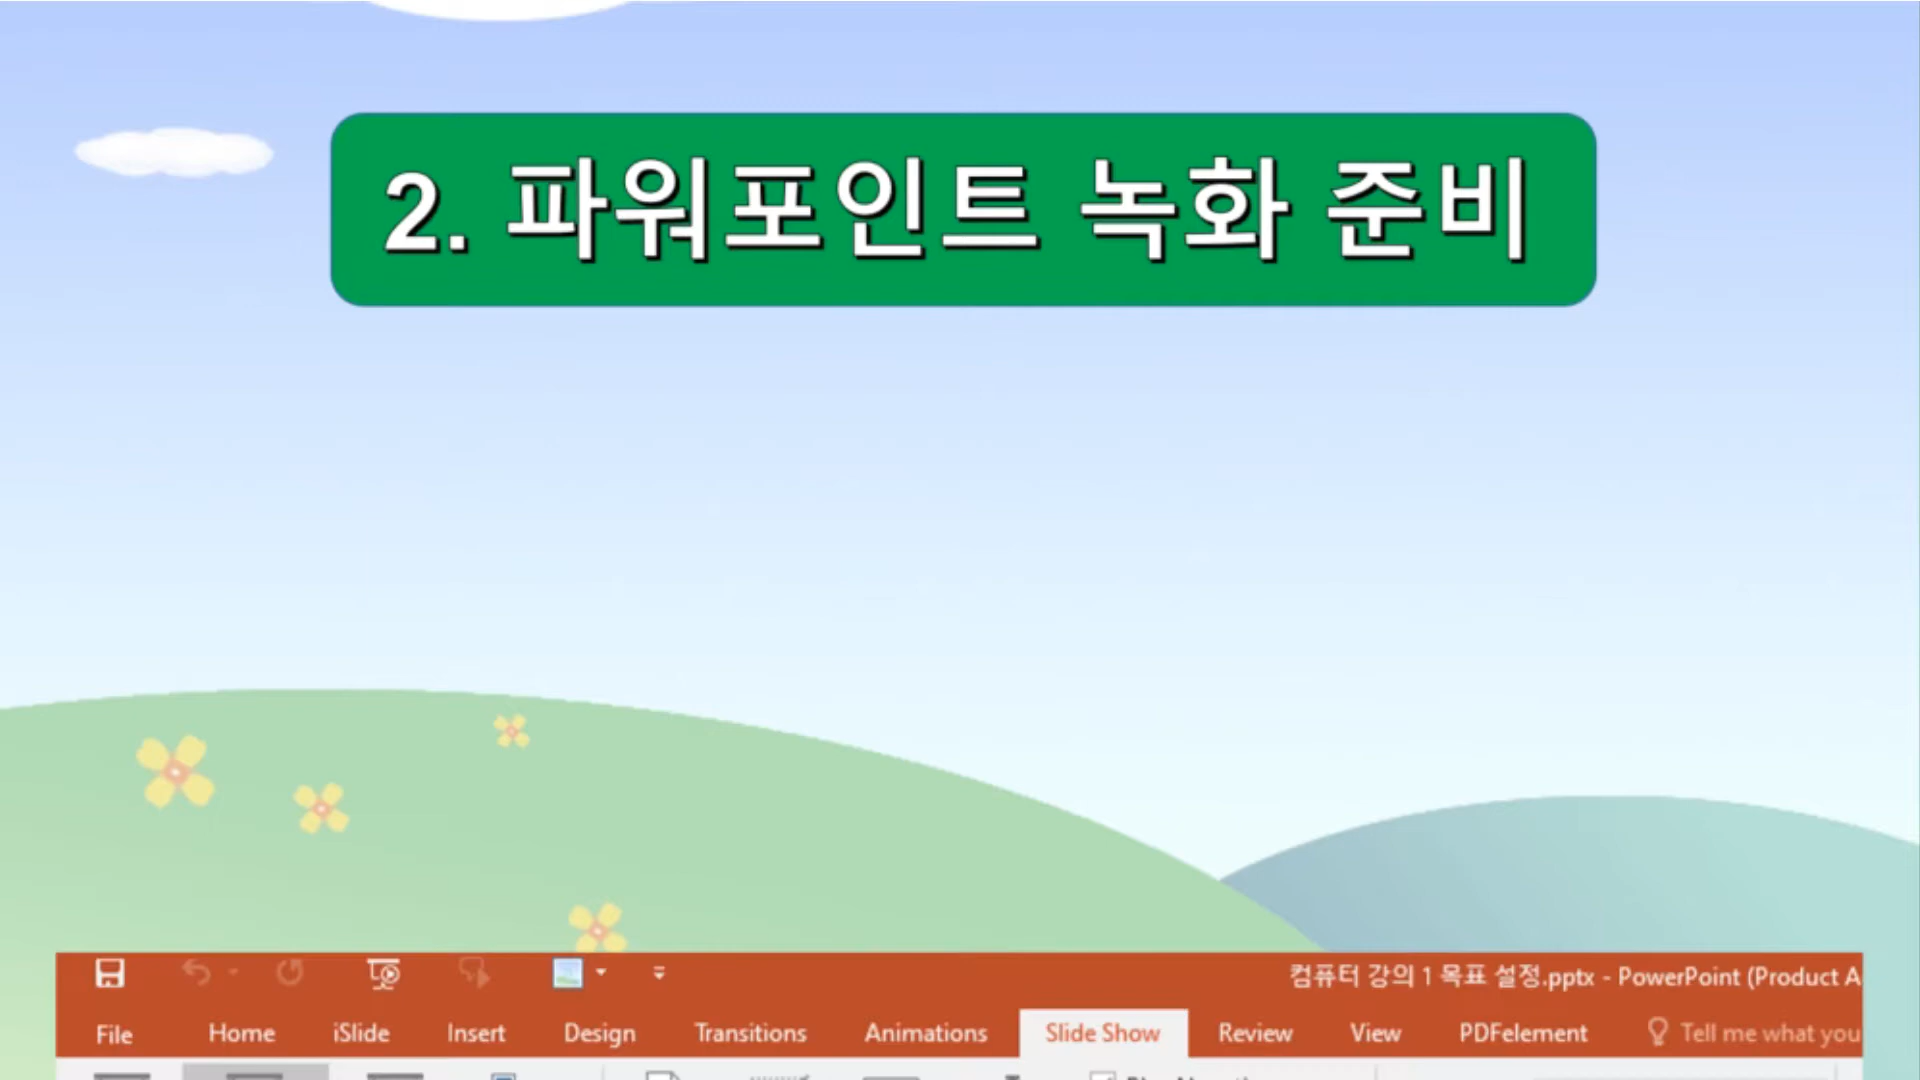 2. 파워포인트 녹화 준비
컴퓨터 강의 1 목표 설정.pptx - PowerPoint (Product A
File Home iSlide Insert Design Transitions Animations Slide Show Review View PDFelement Tell me what you